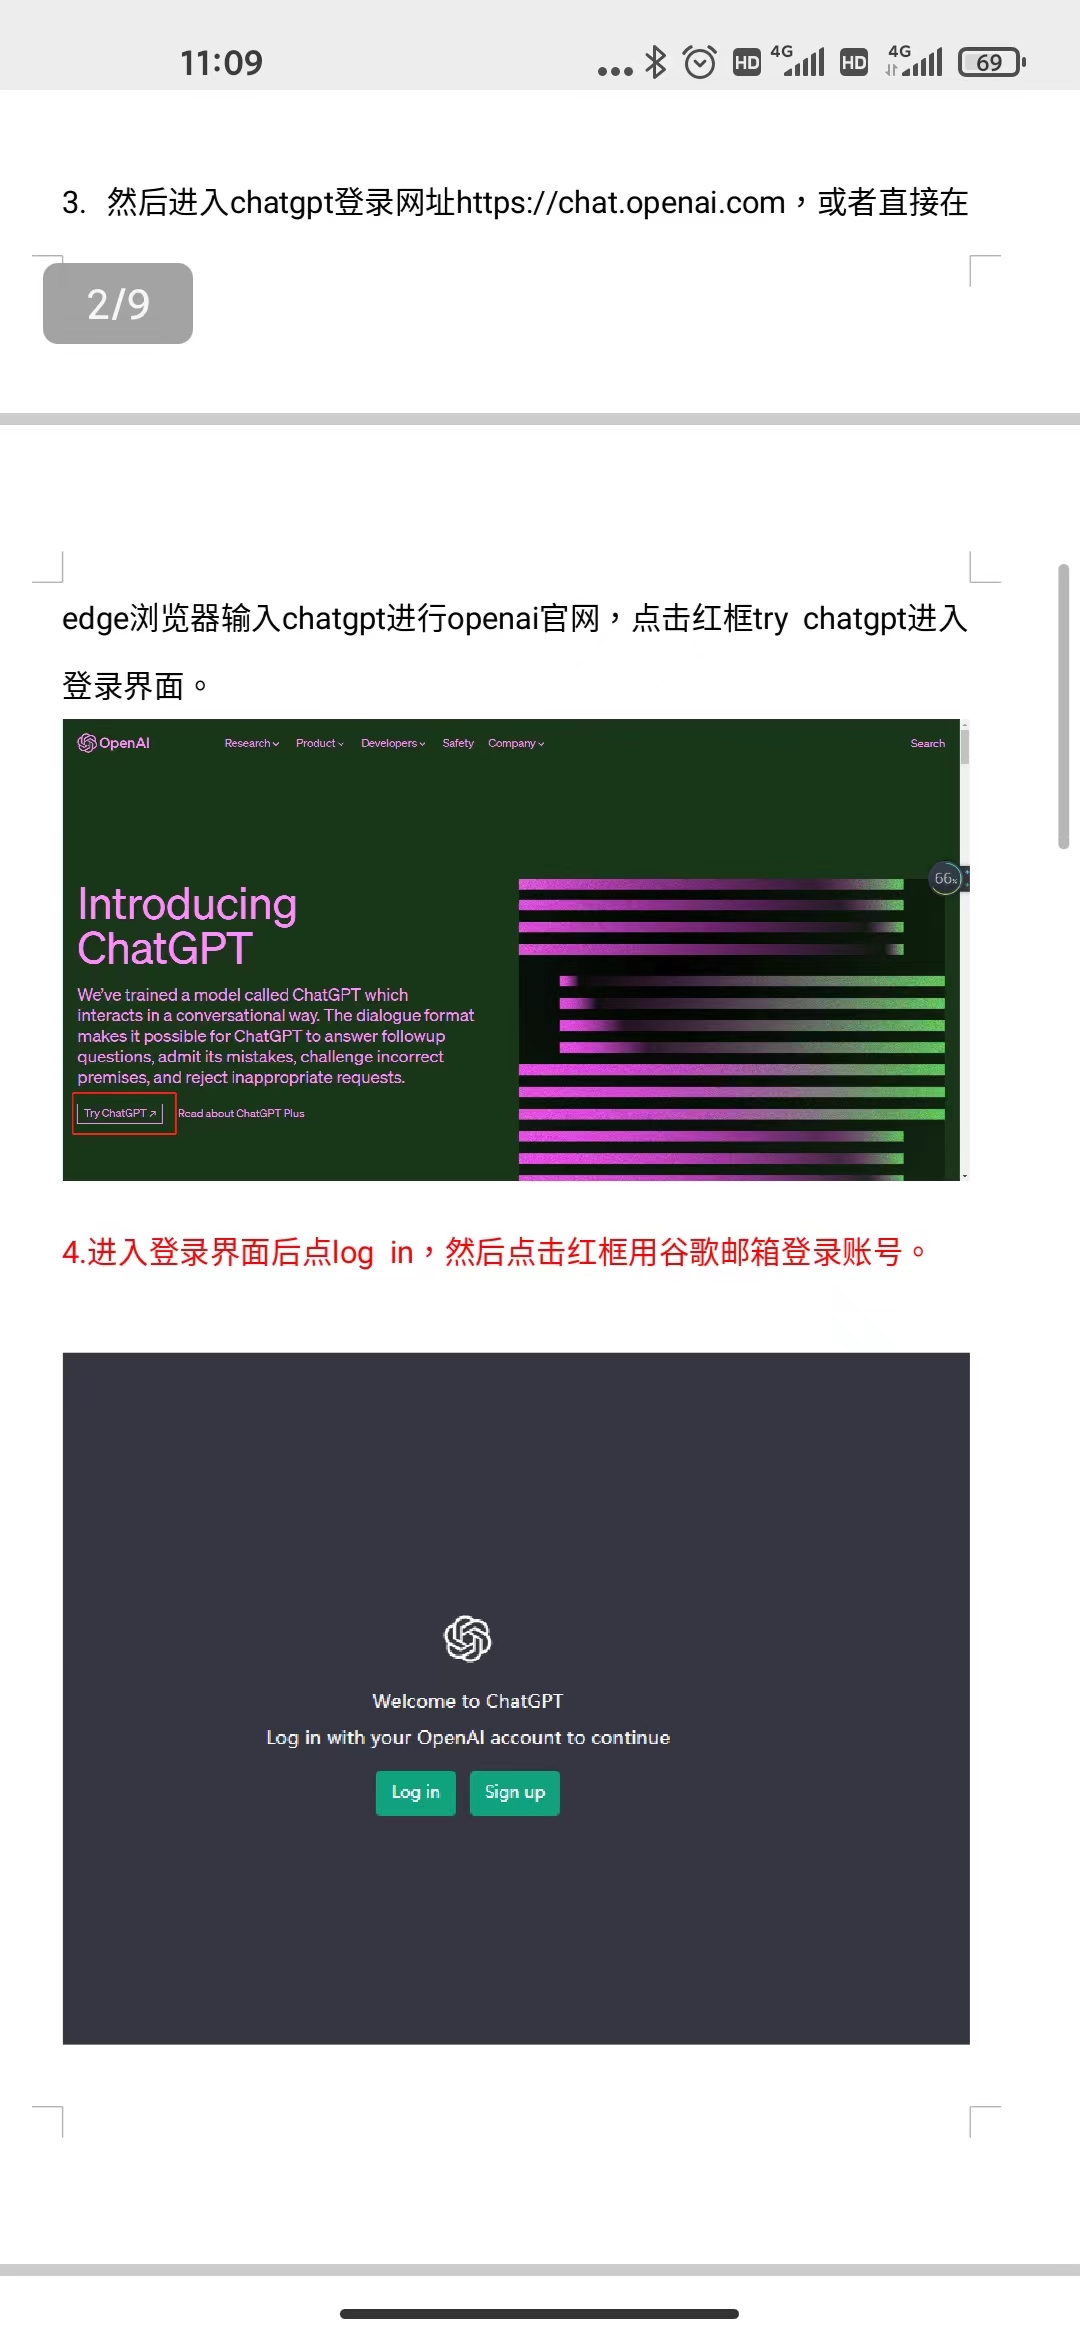 11:09
HD 4G HD 4G 69
3. 然后进入chatgpt登录网址https://chat.openai.com，或者直接在
2/9
edge浏览器输入chatgpt进行openai官网，点击红框try chatgpt进入
登录界面。
OpenAI Research Product Developers Safety Company Search
66%
Introducing
ChatGPT
We've trained a model called ChatGPT which
interacts in a conversational way. The dialogue format
makes it possible for ChatGPT to answer followup
questions, admit its mistakes, challenge incorrect
premises, and reject inappropriate requests.
Try ChatGPT↗ Read about ChatGPT Plus
4.进入登录界面后点log in，然后点击红框用谷歌邮箱登录账号。
Welcome to ChatGPT
Log in with your OpenAI account to continue
Log in Sign up